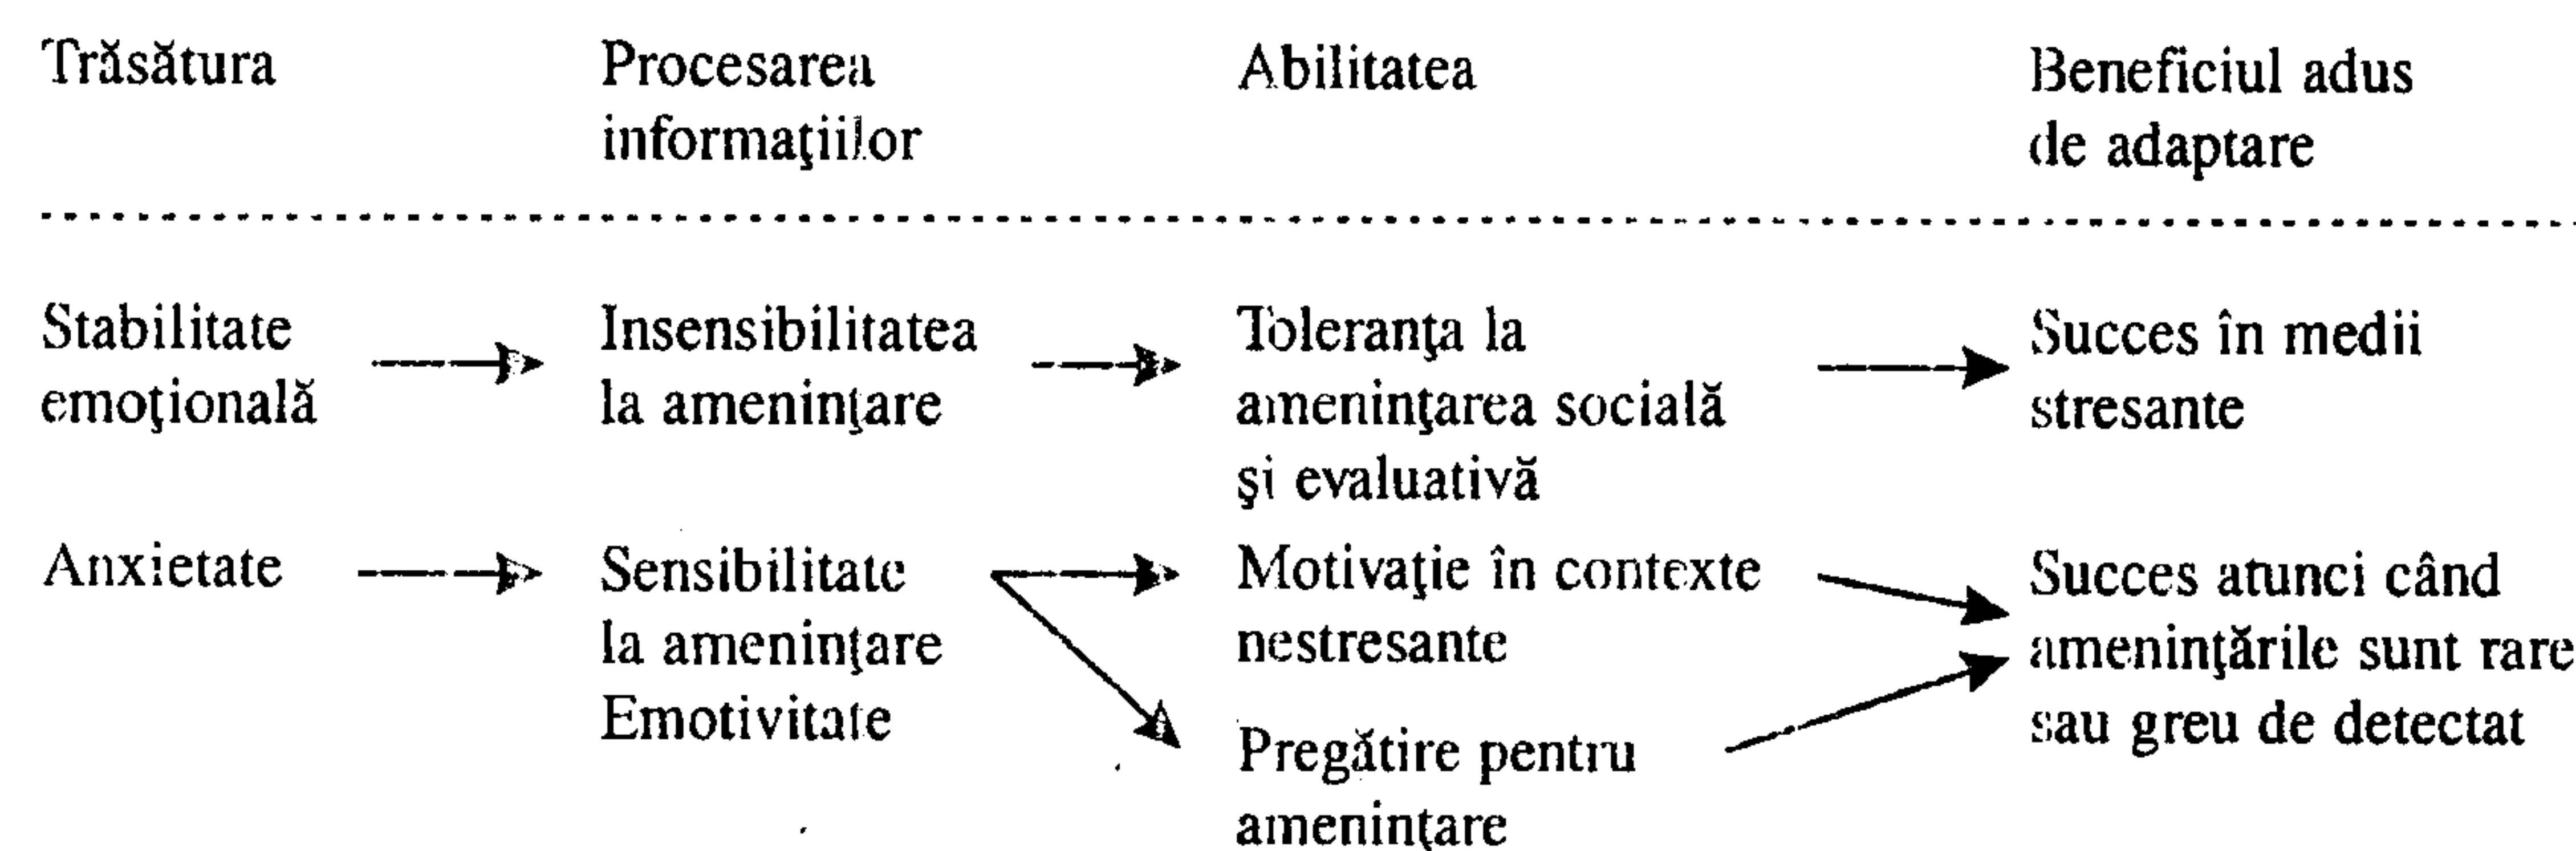 Trăsătura
Procesarea
informaţiilor
Abilitatea
Beneficiul adus
de adaptare
Stabilitate
emoţională
Insensibilitatea
la ameninţare
Toleranţa la
ameninţarea socială
şi evaluativă
Succes în medii
stresante
Anxietate
Sensibilitate
la ameninţare
Emotivitate
Motivaţie în contexte
nestresante
Pregătire pentru
ameninţare
Succes atunci când
ameninţările sunt rare
sau greu de detectat